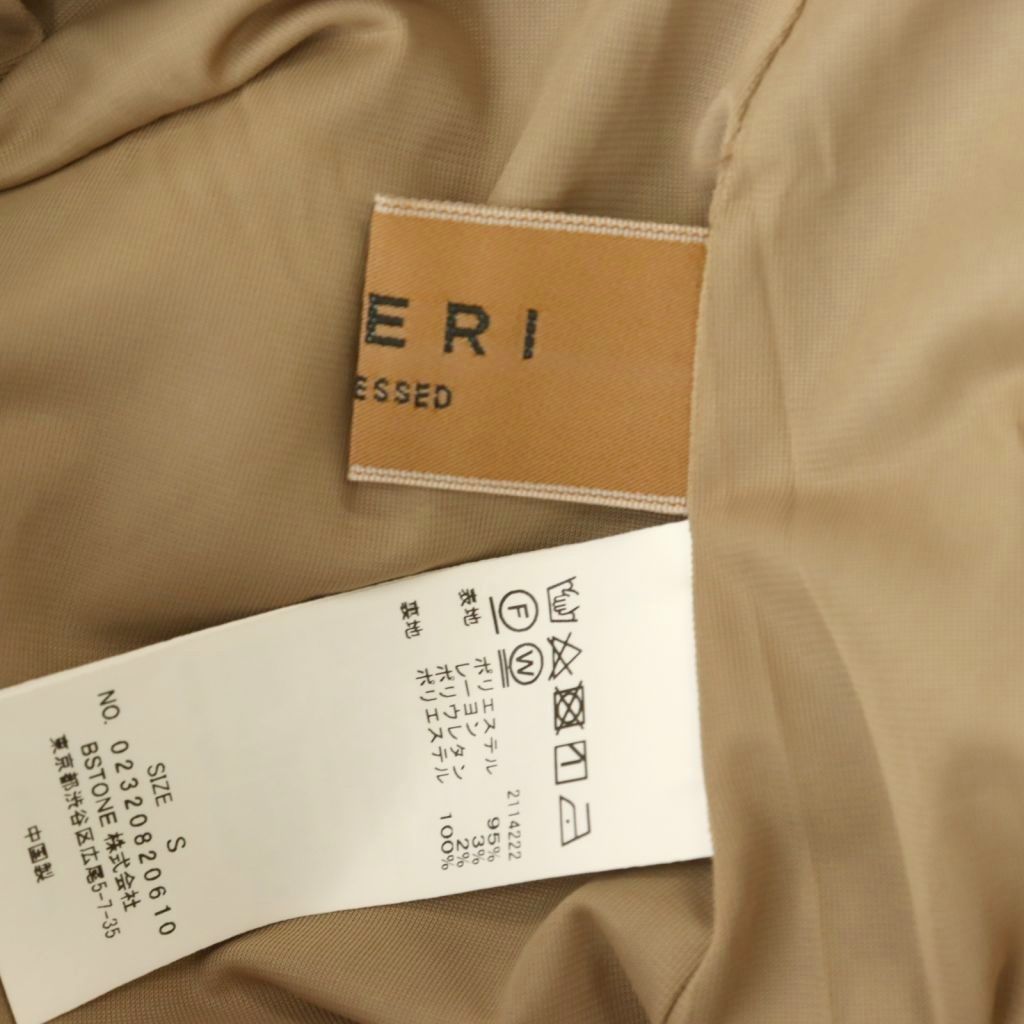 ERI
ESSED
F W
2114222
表地 ポリエステル 95%
レーヨン 3%
ポリウレタン 2%
裏地 ポリエステル 100%
SIZE S
NO. 0232082 0610
BSTONE 株式会社
東京都渋谷区広尾5-7-35
中国製